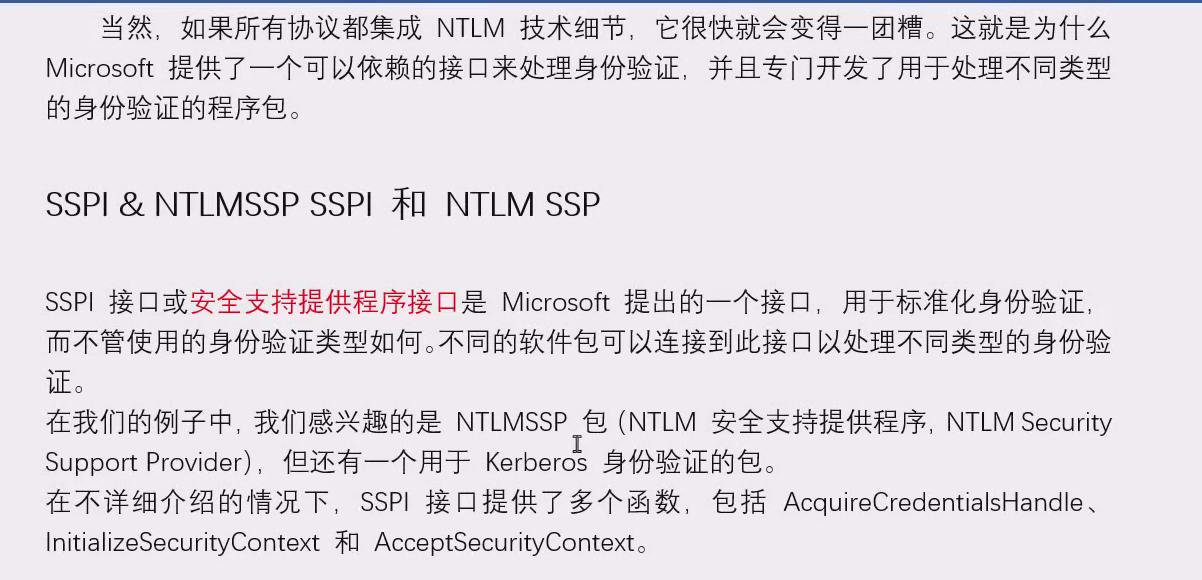 当然，如果所有协议都集成 NTLM 技术细节，它很快就会变得一团糟。这就是为什么
Microsoft 提供了一个可以依赖的接口来处理身份验证，并且专门开发了用于处理不同类型
的身份验证的程序包。
SSPI & NTLMSSP SSPI 和 NTLM SSP
SSPI 接口或安全支持提供程序接口是 Microsoft 提出的一个接口，用于标准化身份验证，
而不管使用的身份验证类型如何。不同的软件包可以连接到此接口以处理不同类型的身份验
证。
在我们的例子中，我们感兴趣的是 NTLMSSP 包（NTLM 安全支持提供程序, NTLM Security
Support Provider），但还有一个用于 Kerberos 身份验证的包。
在不详细介绍的情况下，SSPI 接口提供了多个函数，包括 AcquireCredentialsHandle、
InitializeSecurityContext 和 AcceptSecurityContext。